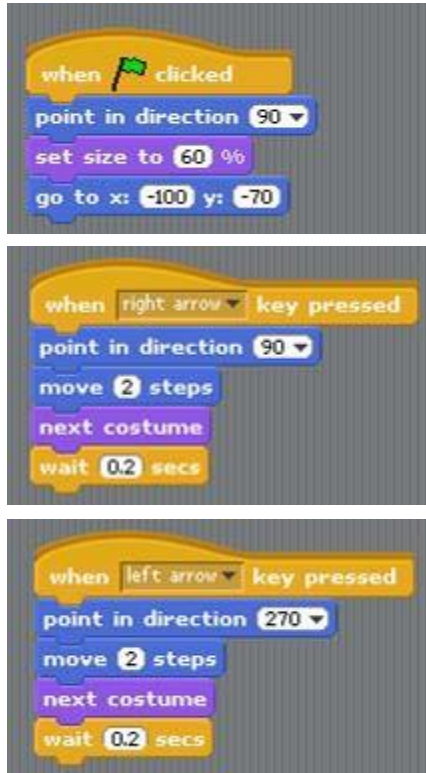 when clicked
point in direction 90
set size to 60 %
go to x: -100 y: -70
when right arrow key pressed
point in direction 90
move 2 steps
next costume
wait 0.2 secs
when left arrow key pressed
point in direction 270
move 2 steps
next costume
wait 0.2 secs